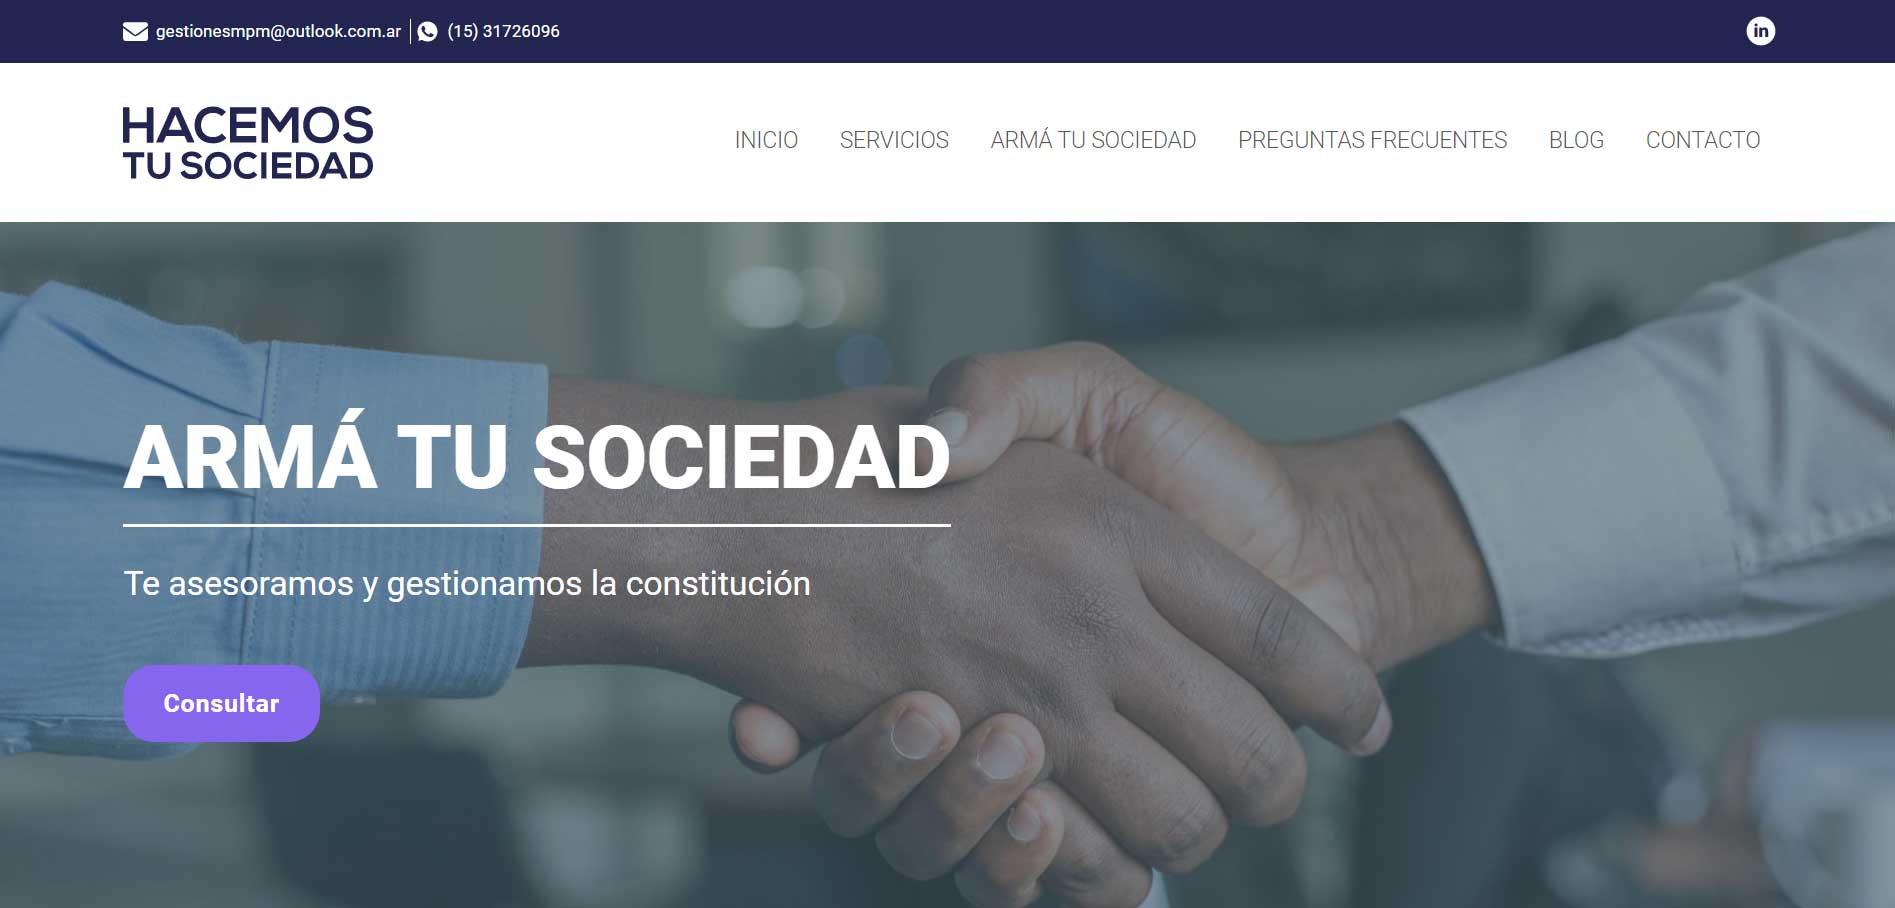 gestionesmpm@outlook.com.ar
(15) 31726096
in
HACEMOS
TU SOCIEDAD
INICIO SERVICIOS ARMÁ TU SOCIEDAD PREGUNTAS FRECUENTES BLOG CONTACTO
ARMÁ TU SOCIEDAD
Te asesoramos y gestionamos la constitución
Consultar